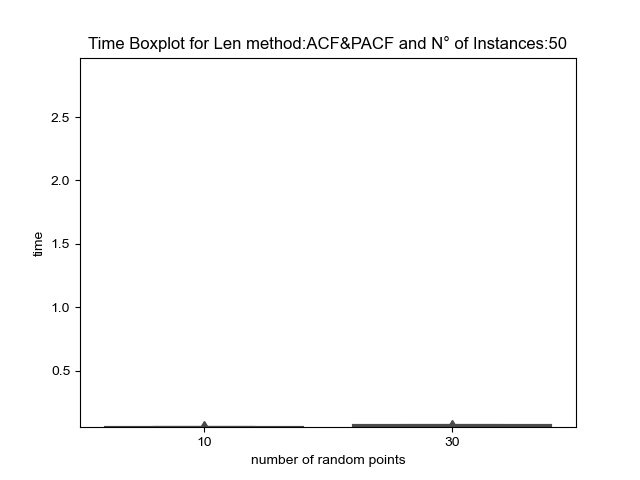 Time Boxplot for Len method:ACF&PACF and N° of Instances:50
2.5
2.0
1.5
1.0
0.5
time
10
30
number of random points